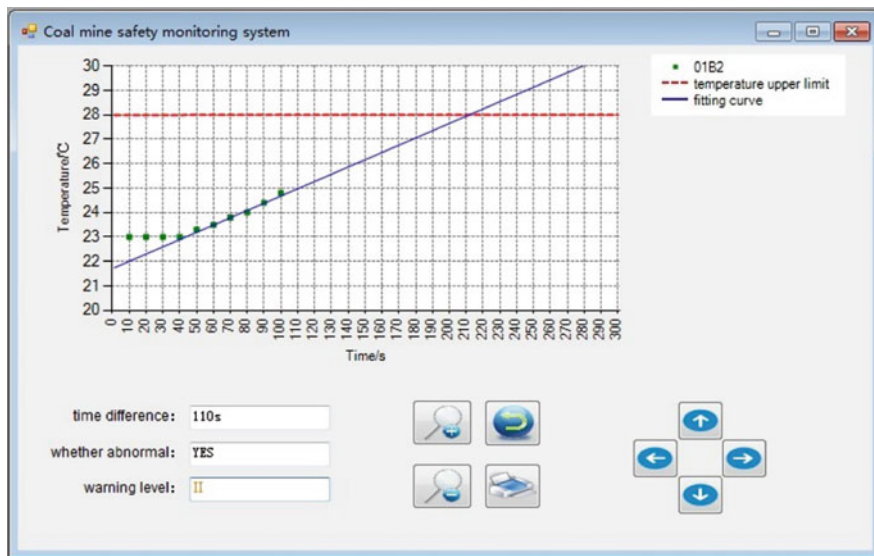 Coal mine safety monitoring system
30
29
28
27
26
25
24
23
22
21
20
Temperature/℃
0 10 20 30 40 50 60 70 80 90 100 110 120 130 140 150 160 170 180 190 200 210 220 230 240 250 260 270 280 290 300
Time/s
01B2
temperature upper limit
fitting curve
time difference: 110s
whether abnormal: YES
warning level: II